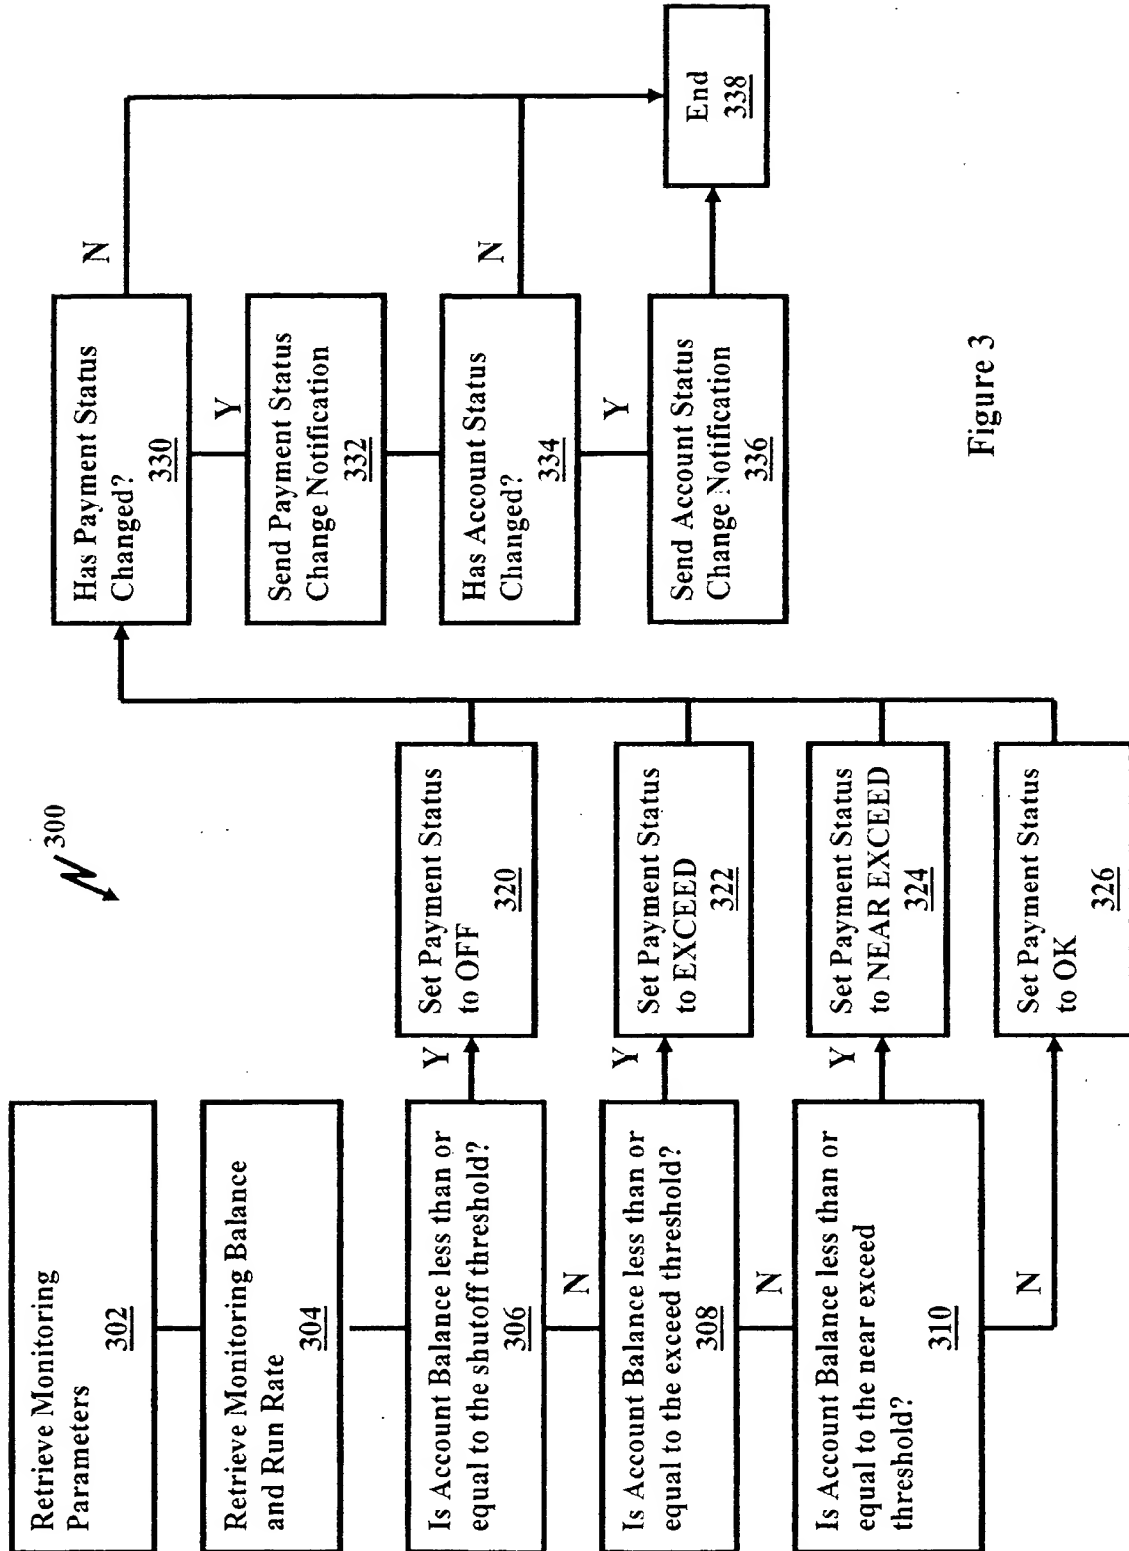 300
Retrieve Monitoring
Parameters
302
Retrieve Monitoring Balance
and Run Rate
304
Is Account Balance less than or
equal to the shutoff threshold?
306
N
Y
Set Payment Status
to OFF
320
Is Account Balance less than or
equal to the exceed threshold?
308
N
Y
Set Payment Status
to EXCEED
322
Is Account Balance less than or
equal to the near exceed
threshold?
310
N
Y
Set Payment Status
to NEAR EXCEED
324
Set Payment Status
to OK
326
Has Payment Status
Changed?
330
N
Y
Send Payment Status
Change Notification
332
Has Account Status
Changed?
334
N
Y
Send Account Status
Change Notification
336
End
338
Figure 3